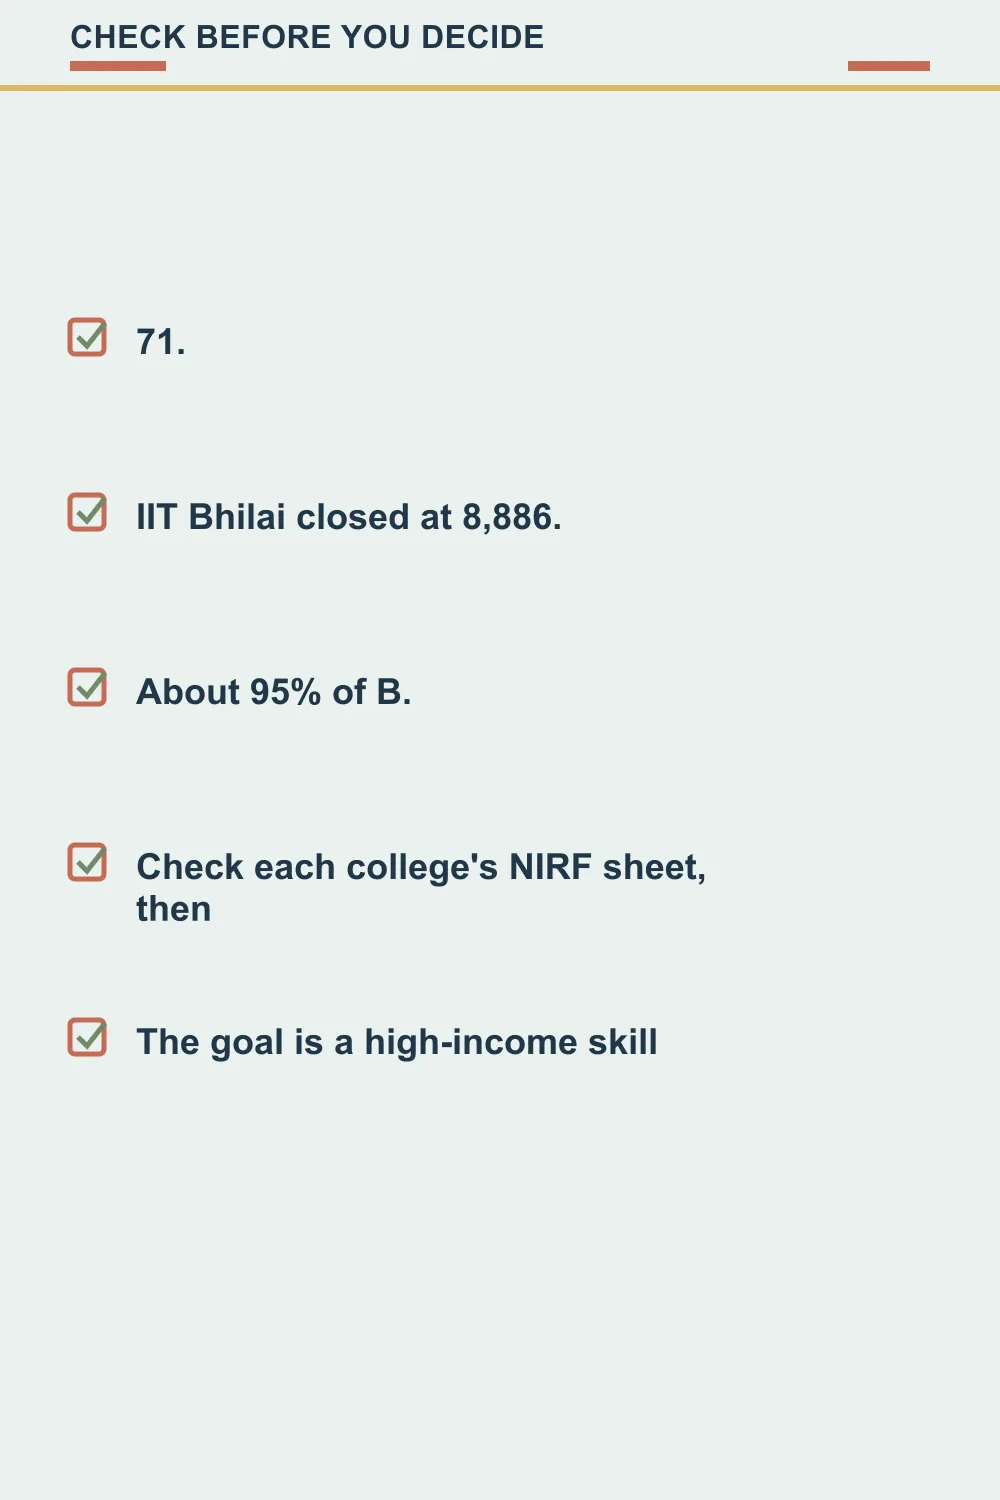 CHECK BEFORE YOU DECIDE
71.
IIT Bhilai closed at 8,886.
About 95% of B.
Check each college's NIRF sheet,
then
The goal is a high-income skill